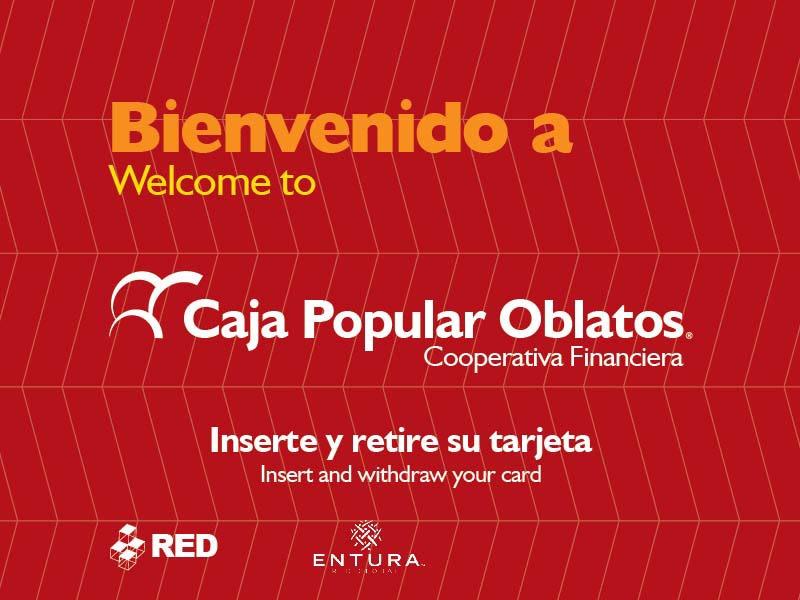 Bienvenido a
Welcome to
Caja Popular Oblatos®
Cooperativa Financiera
Inserte y retire su tarjeta
Insert and withdraw your card
RED
ENTURA